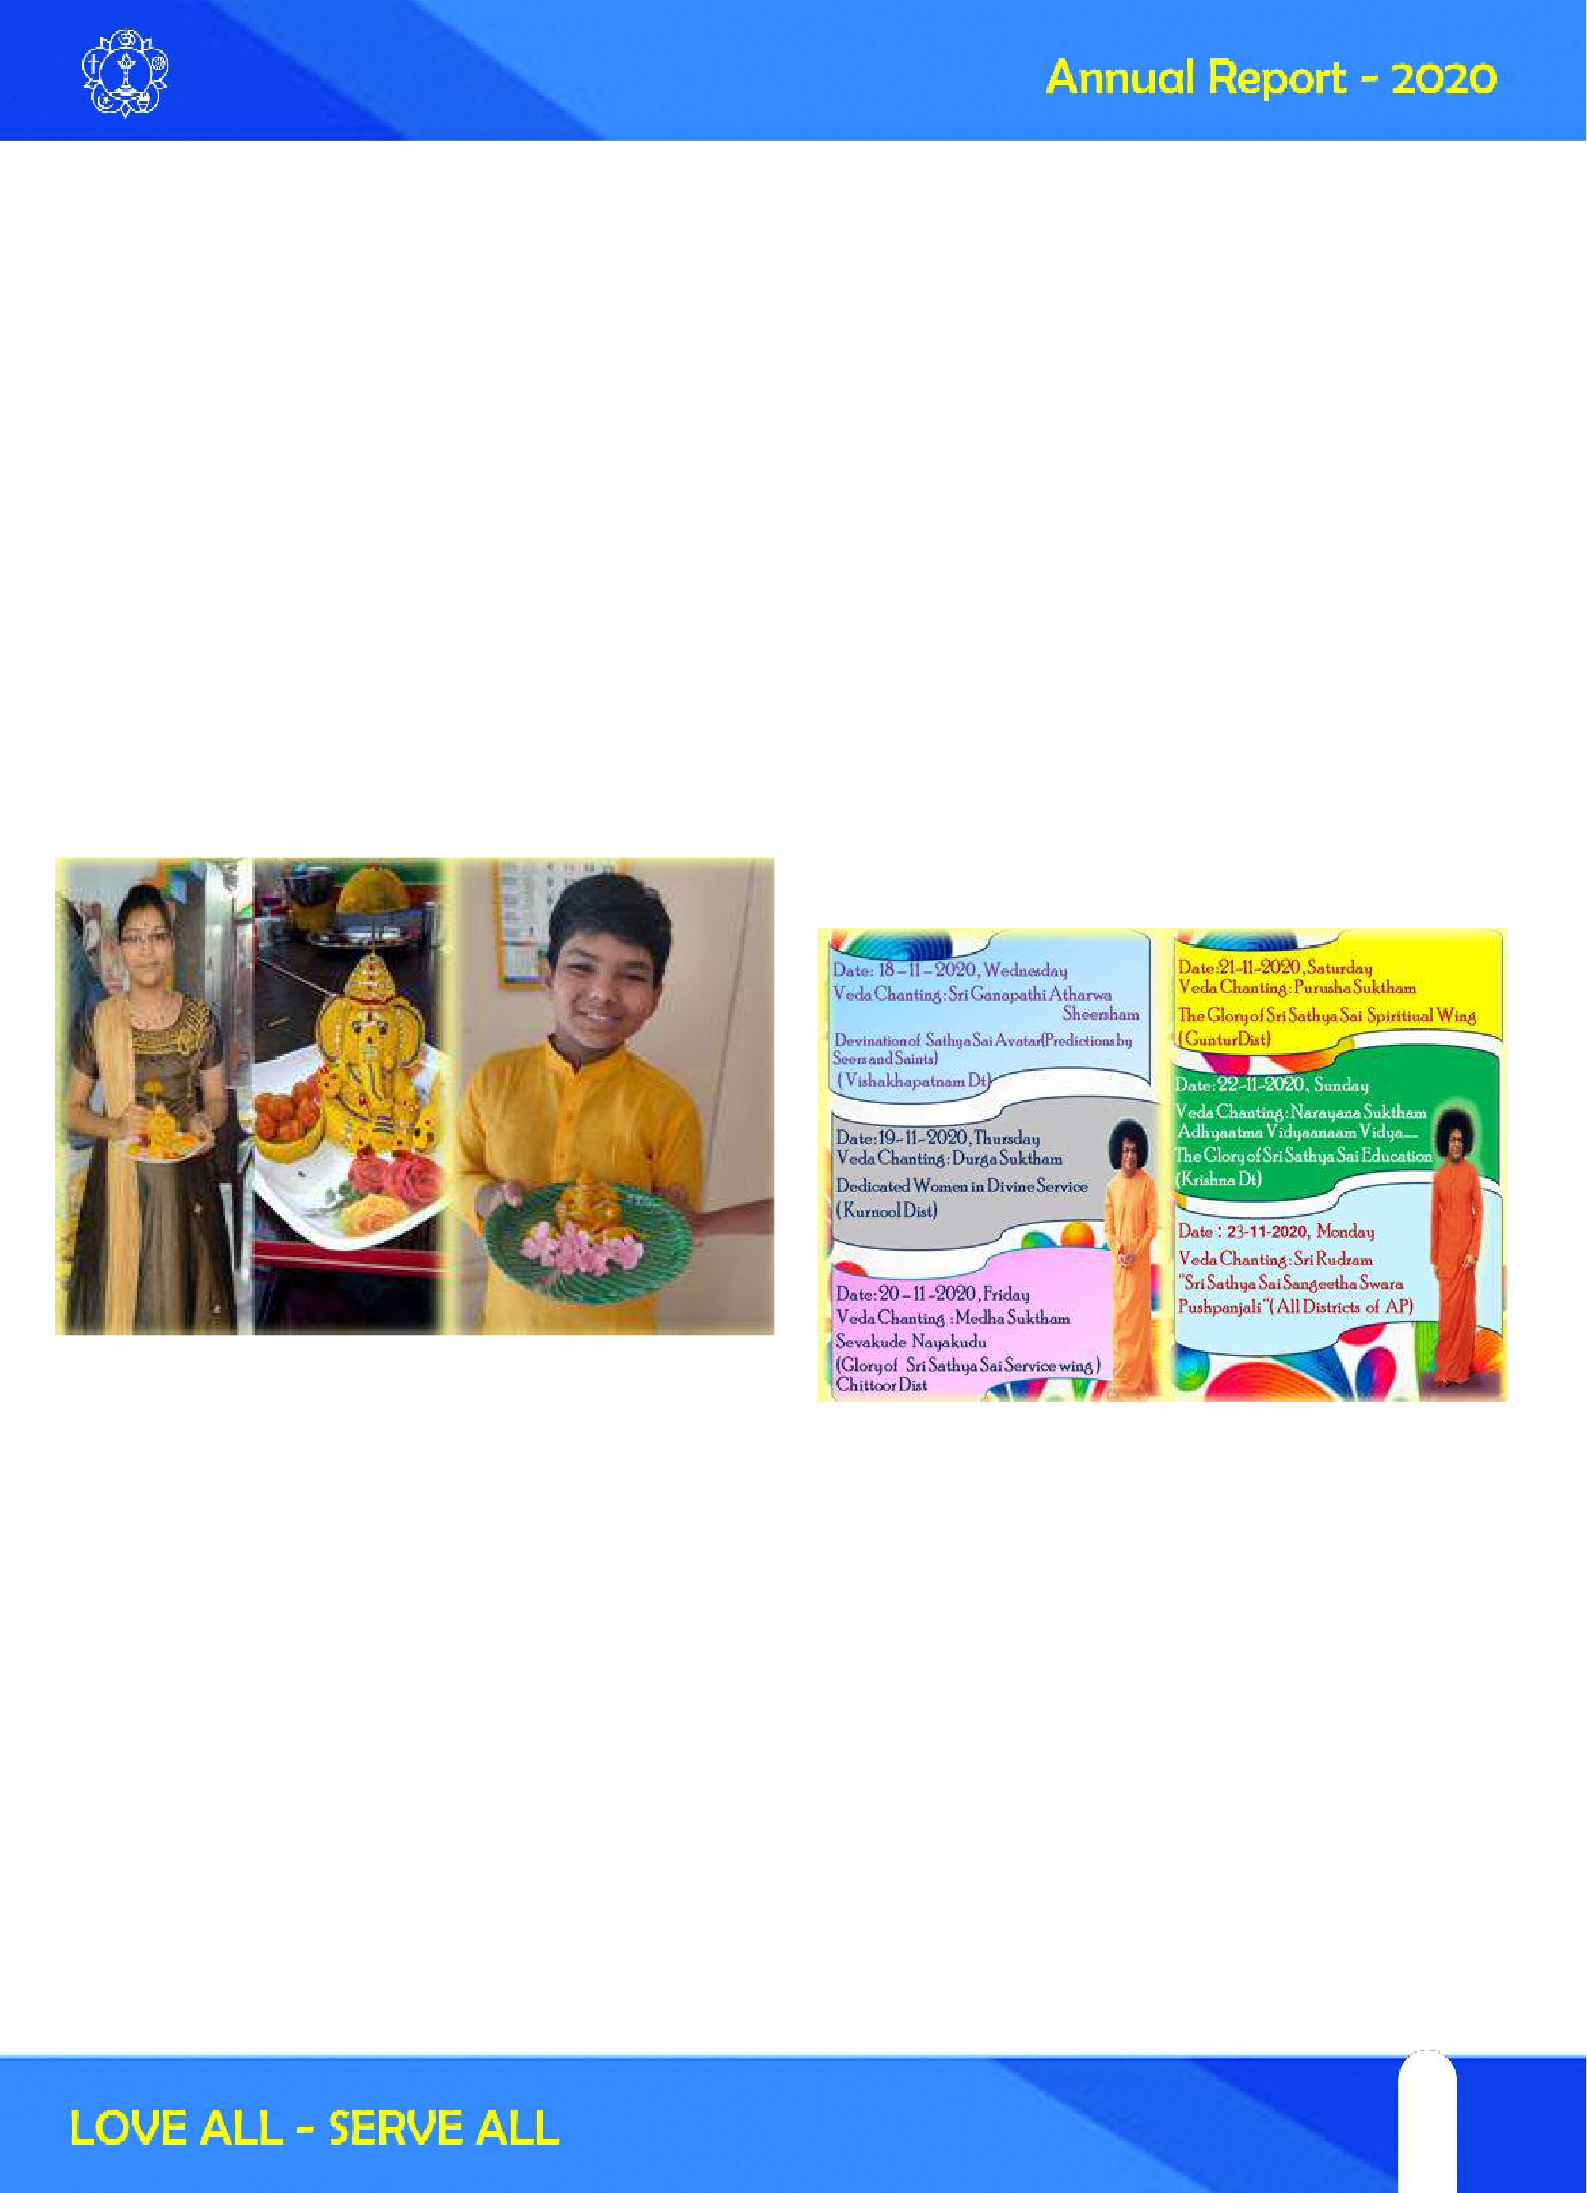 Annual Report - 2020
Date: 18 – 11 – 2020, Wednesday
Veda Chanting : Sri Ganapathi Atharwa
Sheersham
Devination of Sathya Sai Avatar(Predictions by
Seers and Saints)
( Vishakhapatnam Dt)
Date:19-11-2020, Thursday
Veda Chanting : Durga Suktham
Dedicated Women in Divine Service
( Kurnool Dist)
Date: 20 – 11 -2020, Friday
Veda Chanting : Medha Suktham
Sevakude Nayakudu
(Glory of Sri Sathya Sai Service wing )
Chittoor Dist
Date:21-11-2020, Saturday
Veda Chanting: Purusha Suktham
The Glory of Sri Sathya Sai Spiritiual Wing
( Guntur Dist)
Date: 22-11-2020, Sunday
Veda Chanting: Narayana Suktham
Adhyaatma Vidyaanaam Vidya__
The Glory of Sri Sathya Sai Education
(Krishna Dt)
Date : 23-11-2020, Monday
Veda Chanting: Sri Rudram
"Sri Sathya Sai Sangeetha Swara
Pushpanjali"( All Districts of AP)
LOVE ALL - SERVE ALL